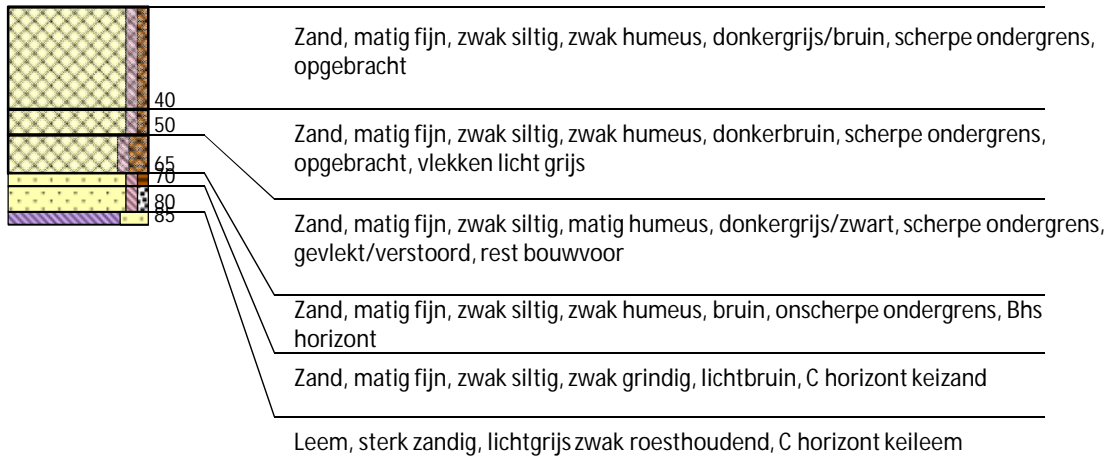 Zand, matig fijn, zwak siltig, zwak humeus, donkergrijs/bruin, scherpe ondergrens,
opgebracht
40
50
Zand, matig fijn, zwak siltig, zwak humeus, donkerbruin, scherpe ondergrens,
opgebracht, vlekken licht grijs
65
70
80
85
Zand, matig fijn, zwak siltig, matig humeus, donkergrijs/zwart, scherpe ondergrens,
gevlekt/verstoord, rest bouwvoor
Zand, matig fijn, zwak siltig, zwak humeus, bruin, onscherpe ondergrens, Bhs
horizont
Zand, matig fijn, zwak siltig, zwak grindig, lichtbruin, C horizont keizand
Leem, sterk zandig, lichtgrijs zwak roesthoudend, C horizont keileem